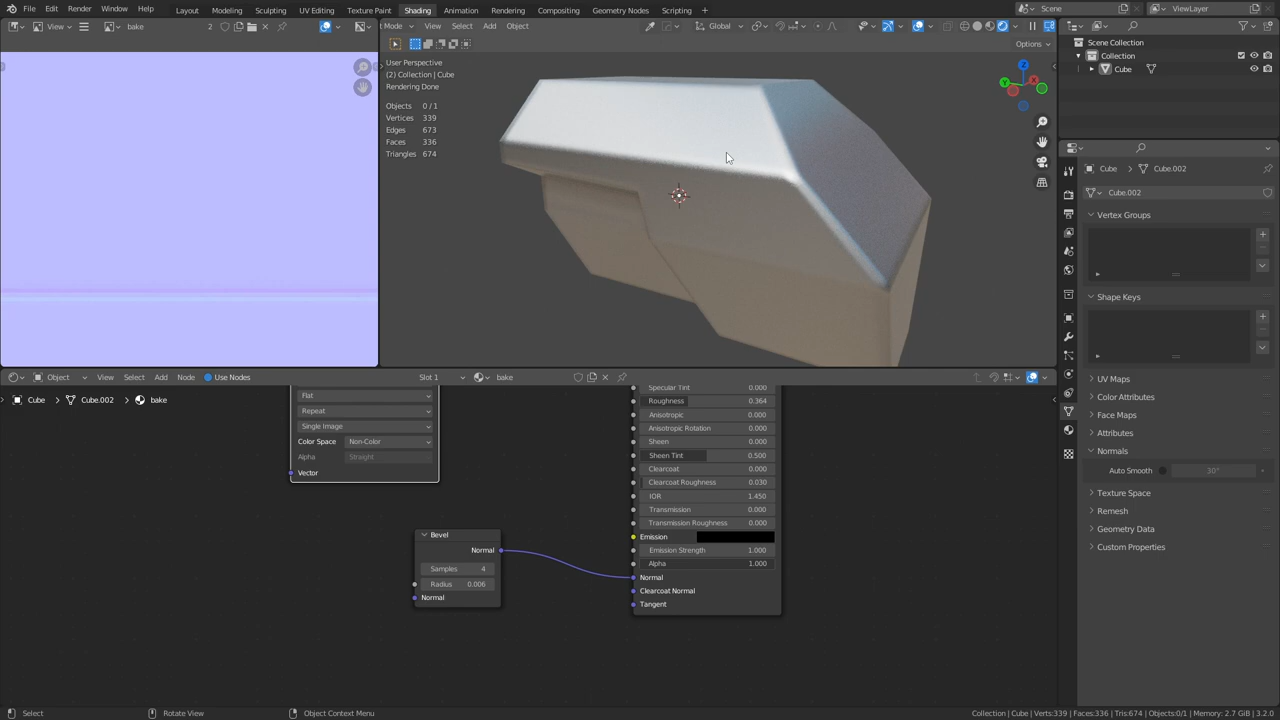 File Edit Render Window Help
Layout Modeling Sculpting UV Editing Texture Paint Shading Animation Rendering Compositing Geometry Nodes Scripting
Scene
ViewLayer
View
bake
2
Mode View Select Add Object
Global
Options
User Perspective
(2) Collection | Cube
Rendering Done
Objects 0 / 1
Vertices 339
Edges 673
Faces 336
Triangles 674
Z
X
Y
Scene Collection
Collection
Cube
Cube
Cube.002
Cube.002
Vertex Groups
Shape Keys
UV Maps
Color Attributes
Face Maps
Attributes
Normals
Auto Smooth 30°
Texture Space
Remesh
Geometry Data
Custom Properties
Object View Select Add Node Use Nodes
Slot 1
bake
Cube Cube.002 bake
Flat
Repeat
Single Image
Color Space Non-Color
Alpha Straight
Vector
Bevel
Normal
Samples 4
Radius 0.006
Normal
Specular Tint 0.000
Roughness 0.364
Anisotropic 0.000
Anisotropic Rotation 0.000
Sheen 0.000
Sheen Tint 0.500
Clearcoat 0.000
Clearcoat Roughness 0.030
IOR 1.450
Transmission 0.000
Transmission Roughness 0.000
Emission
Emission Strength 1.000
Alpha 1.000
Normal
Clearcoat Normal
Tangent
Select
Rotate View
Object Context Menu
Collection | Cube | Verts:339 | Faces:336 | Tris:674 | Objects:0/1 | Memory: 2.7 GiB | 3.2.0